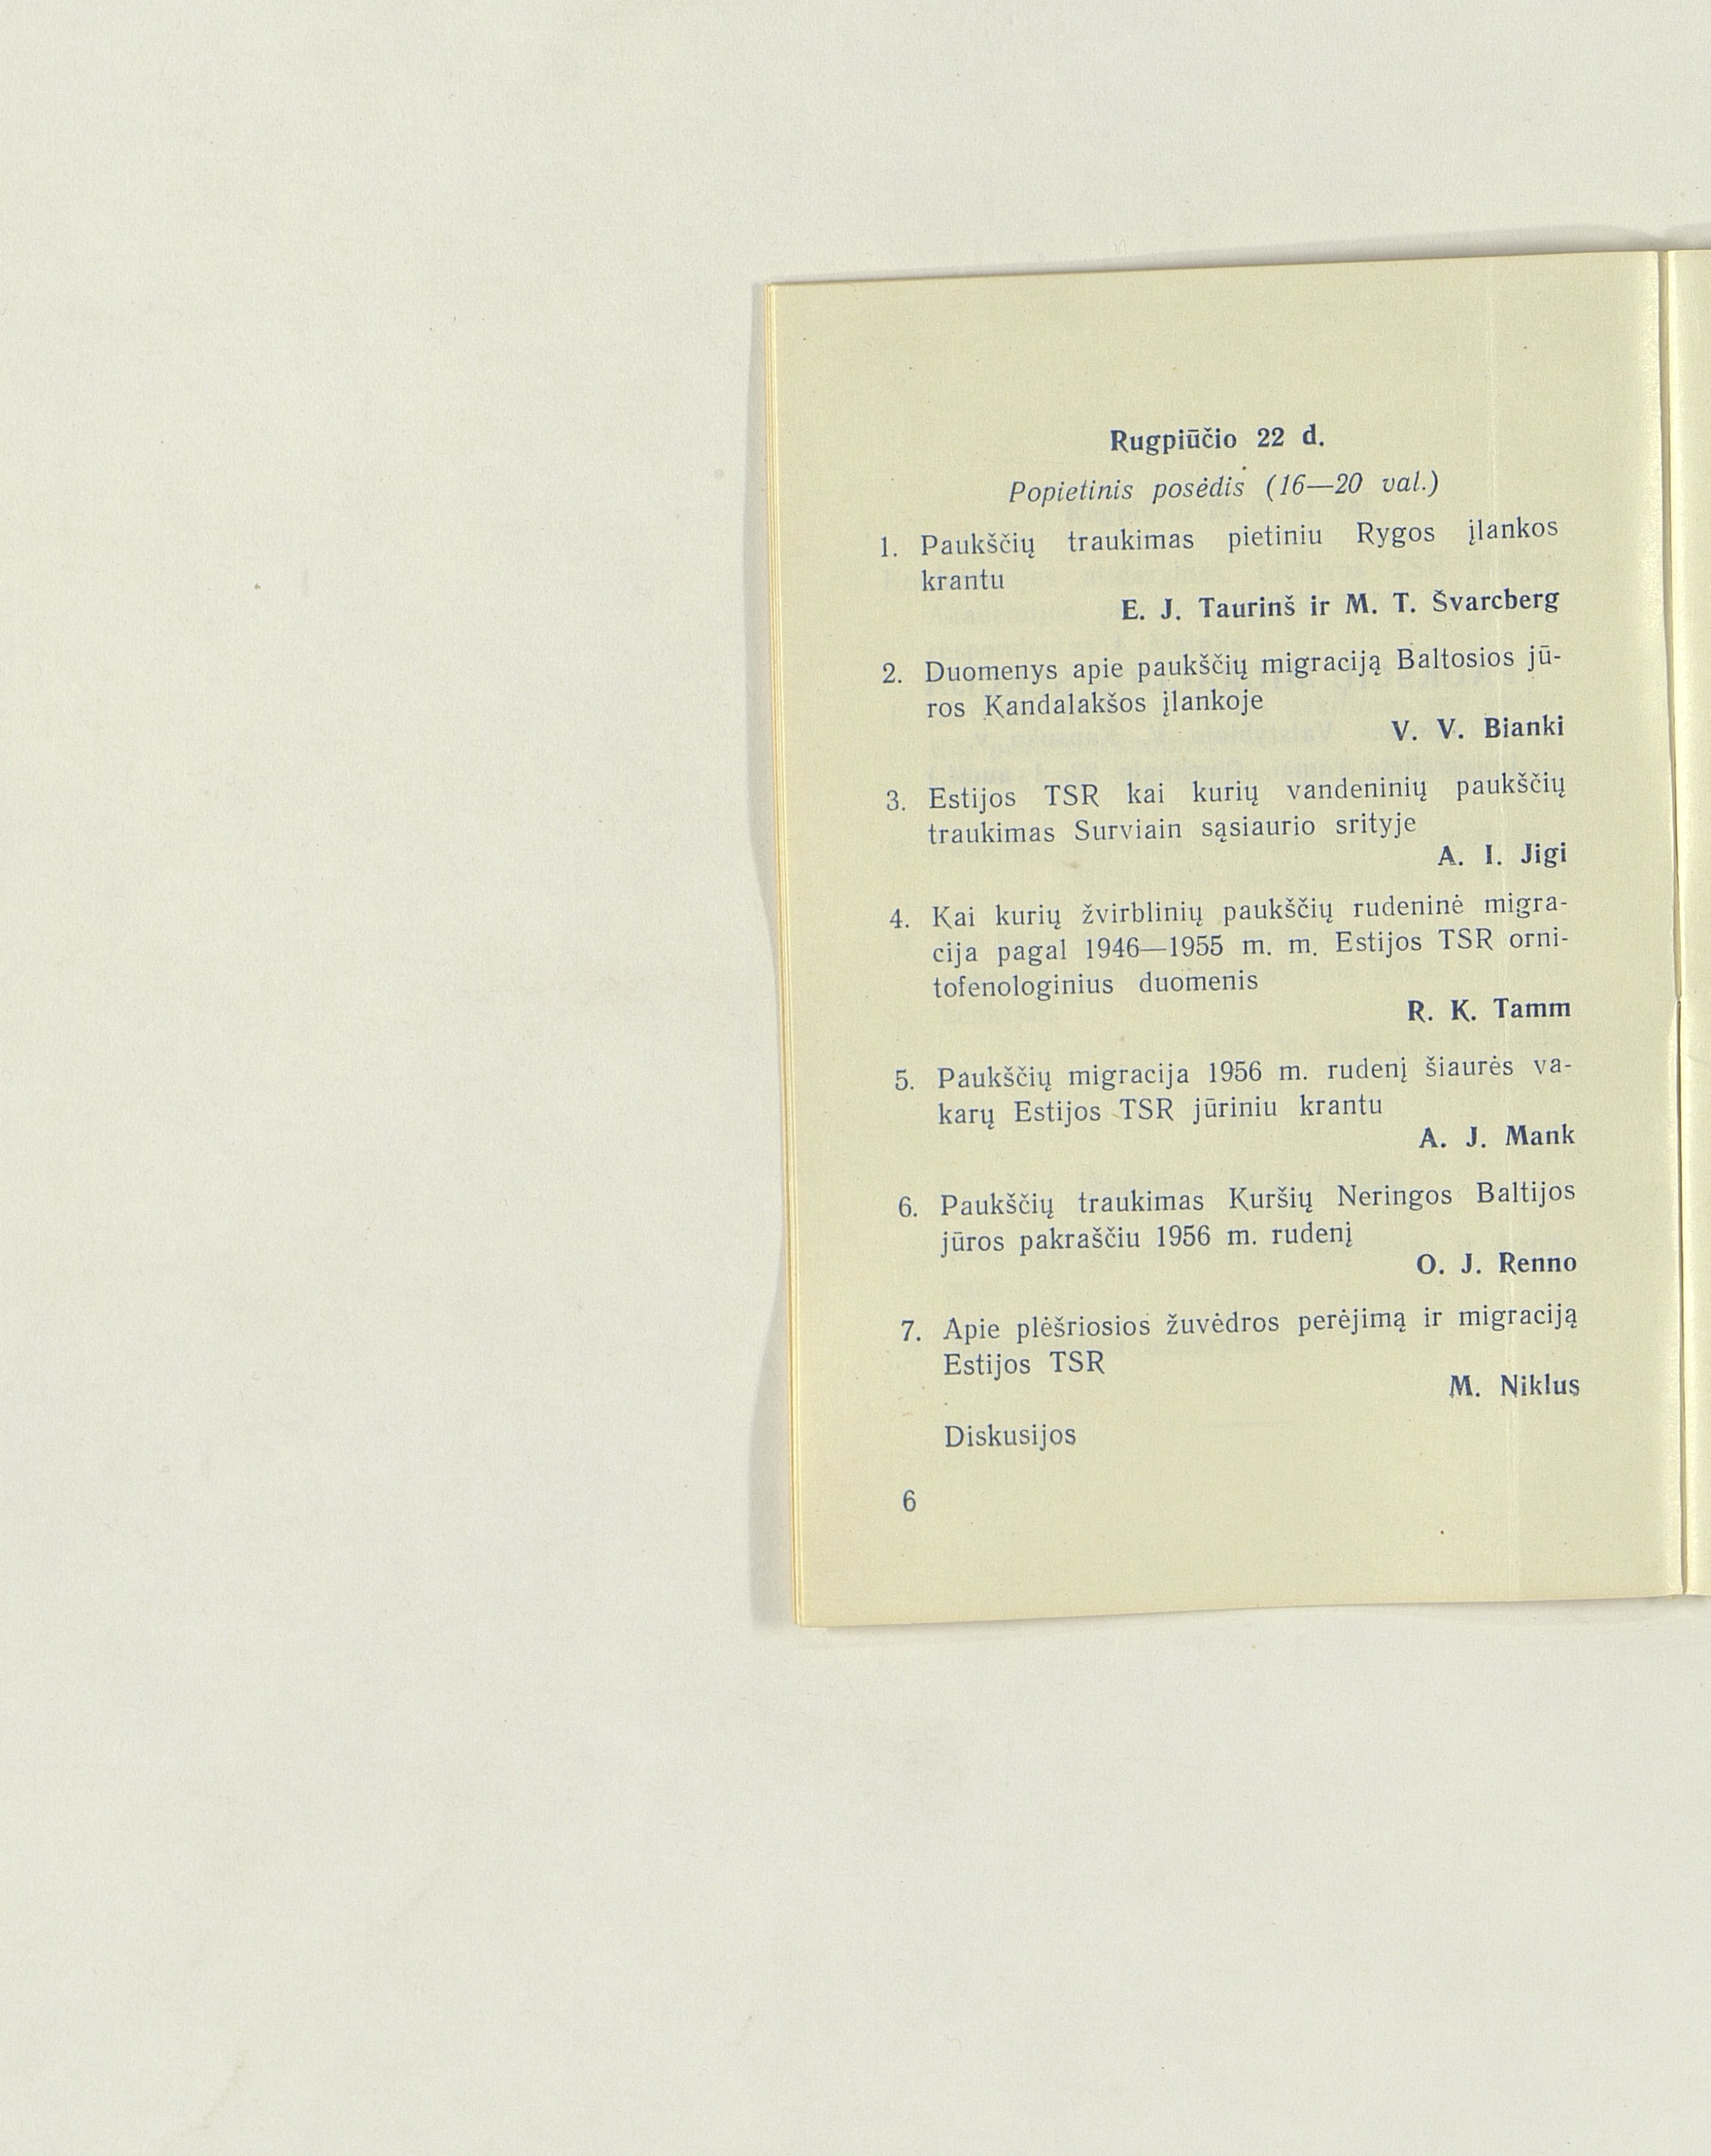 Rugpiūčio 22 d.
Popietinis posėdis (16—20 val.)
1. Paukščių traukimas pietiniu Rygos įlankos
krantu
E. J. Taurinš ir M. T. Švarcberg
2. Duomenys apie paukščių migraciją Baltosios jū-
ros Kandalakšos įlankoje
V. V. Bianki
3. Estijos TSR kai kurių vandeninių paukščių
traukimas Surviain sąsiaurio srityje
A. I. Jigi
4. Kai kurių žvirblinių paukščių rudeninė migra-
cija pagal 1946—1955 m. m. Estijos TSR orni-
tofenologinius duomenis
R. K. Tamm
5. Paukščių migracija 1956 m. rudenį šiaurės va-
karų Estijos TSR jūriniu krantu
A. J. Mank
6. Paukščių traukimas Kuršių Neringos Baltijos
jūros pakraščiu 1956 m. rudenį
O. J. Renno
7. Apie plėšriosios žuvėdros perėjimą ir migraciją
Estijos TSR
M. Niklus
Diskusijos
6